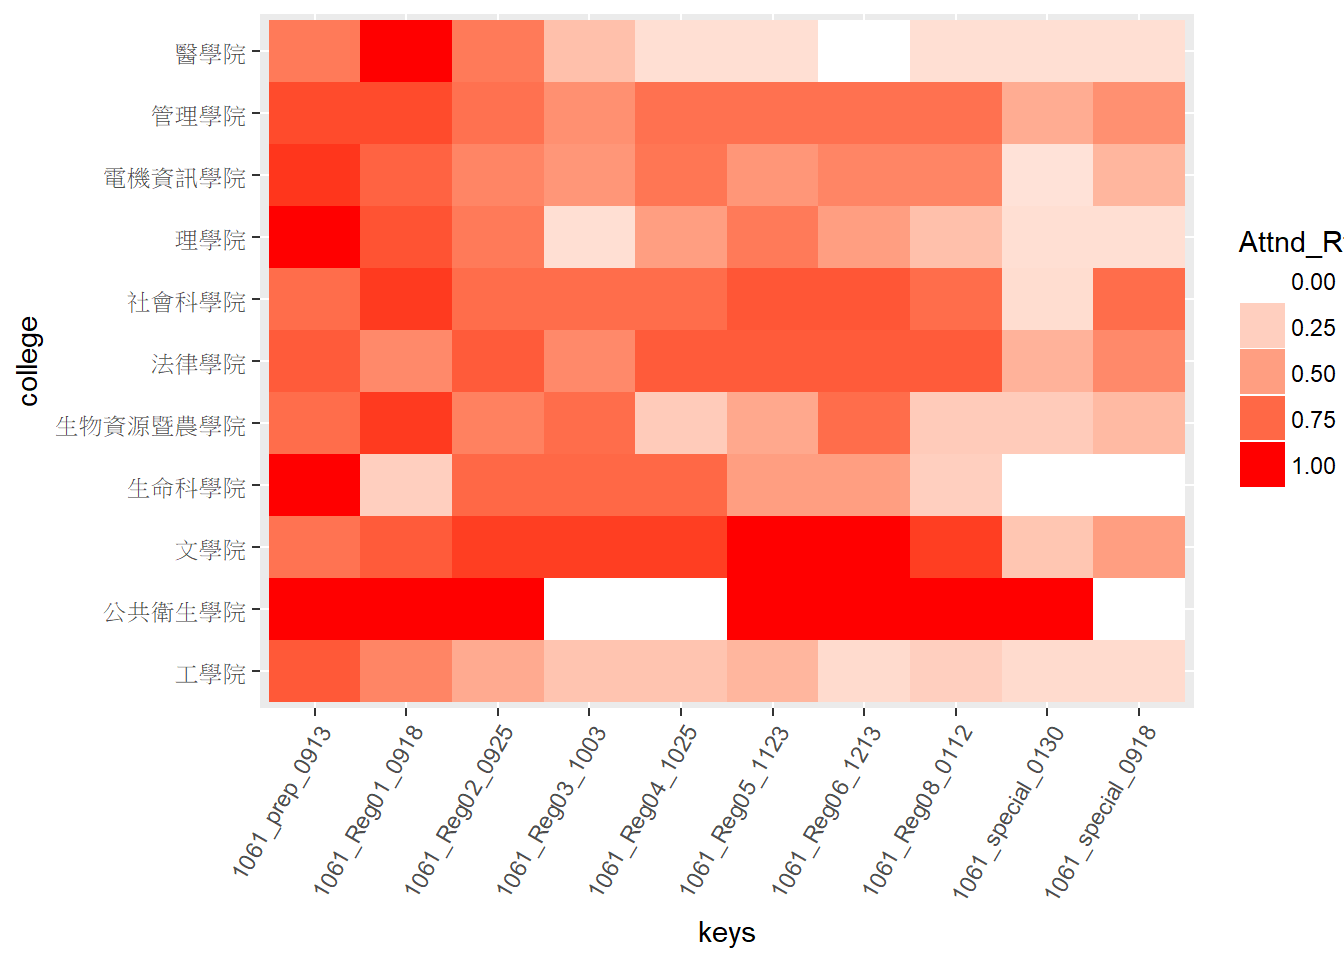 醫學院
管理學院
電機資訊學院
理學院
社會科學院
法律學院
生物資源暨農學院
生命科學院
文學院
公共衛生學院
工學院
college
1061_prep_0913
1061_Reg01_0918
1061_Reg02_0925
1061_Reg03_1003
1061_Reg04_1025
1061_Reg05_1123
1061_Reg06_1213
1061_Reg08_0112
1061_special_0130
1061_special_0918
keys
Attnd_R
0.00
0.25
0.50
0.75
1.00